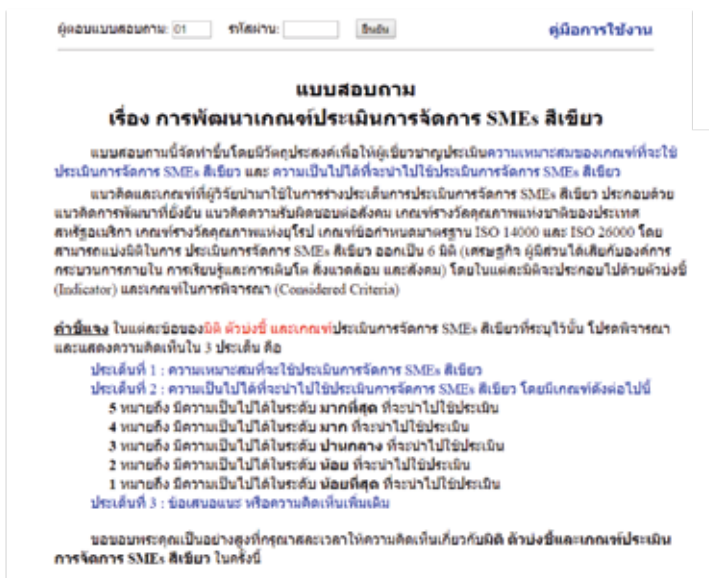 ผู้ตอบแบบสอบถาม: 01 รหัสผ่าน: ยืนยัน คู่มือการใช้งาน
แบบสอบถาม
เรื่อง การพัฒนาเกณฑ์ประเมินการจัดการ SMEs สีเขียว
แบบสอบถามนี้จัดทำขึ้นโดยมีวัตถุประสงค์เพื่อให้ผู้เชี่ยวชาญประเมินความเหมาะสมของเกณฑ์ที่จะใช้
ประเมินการจัดการ SMEs สีเขียว และ ความเป็นไปได้ที่จะนำไปใช้ประเมินการจัดการ SMEs สีเขียว
แนวคิดและเกณฑ์ที่ผู้วิจัยนำมาใช้ในการร่างประเด็นการประเมินการจัดการ SMEs สีเขียว ประกอบด้วย
แนวคิดการพัฒนาที่ยั่งยืน แนวคิดความรับผิดชอบต่อสังคม เกณฑ์รางวัลคุณภาพแห่งชาติของประเทศ
สหรัฐอเมริกา เกณฑ์รางวัลคุณภาพแห่งยุโรป เกณฑ์ข้อกำหนดมาตรฐาน ISO 14000 และ ISO 26000 โดย
สามารถแบ่งมิติในการ ประเมินการจัดการ SMEs สีเขียว ออกเป็น 6 มิติ (เศรษฐกิจ ผู้มีส่วนได้เสียกับองค์การ
กระบวนการภายใน การเรียนรู้และการเติบโต สิ่งแวดล้อม และสังคม) โดยในแต่ละมิติจะประกอบไปด้วยตัวบ่งชี้
(Indicator) และเกณฑ์ในการพิจารณา (Considered Criteria)
คำชี้แจง ในแต่ละข้อของมิติ ตัวบ่งชี้ และเกณฑ์ประเมินการจัดการ SMEs สีเขียวที่ระบุไว้นั้น โปรดพิจารณา
และแสดงความคิดเห็นใน 3 ประเด็น คือ
ประเด็นที่ 1 : ความเหมาะสมที่จะใช้ประเมินการจัดการ SMEs สีเขียว
ประเด็นที่ 2 : ความเป็นไปได้ที่จะนำไปใช้ประเมินการจัดการ SMEs สีเขียว โดยมีเกณฑ์ดังต่อไปนี้
5 หมายถึง มีความเป็นไปได้ในระดับ มากที่สุด ที่จะนำไปใช้ประเมิน
4 หมายถึง มีความเป็นไปได้ในระดับ มาก ที่จะนำไปใช้ประเมิน
3 หมายถึง มีความเป็นไปได้ในระดับ ปานกลาง ที่จะนำไปใช้ประเมิน
2 หมายถึง มีความเป็นไปได้ในระดับ น้อย ที่จะนำไปใช้ประเมิน
1 หมายถึง มีความเป็นไปได้ในระดับ น้อยที่สุด ที่จะนำไปใช้ประเมิน
ประเด็นที่ 3 : ข้อเสนอแนะ หรือความคิดเห็นเพิ่มเติม
ขอขอบพระคุณเป็นอย่างสูงที่กรุณาสละเวลาให้ความคิดเห็นเกี่ยวกับมิติ ตัวบ่งชี้และเกณฑ์ประเมิน
การจัดการ SMEs สีเขียว ในครั้งนี้